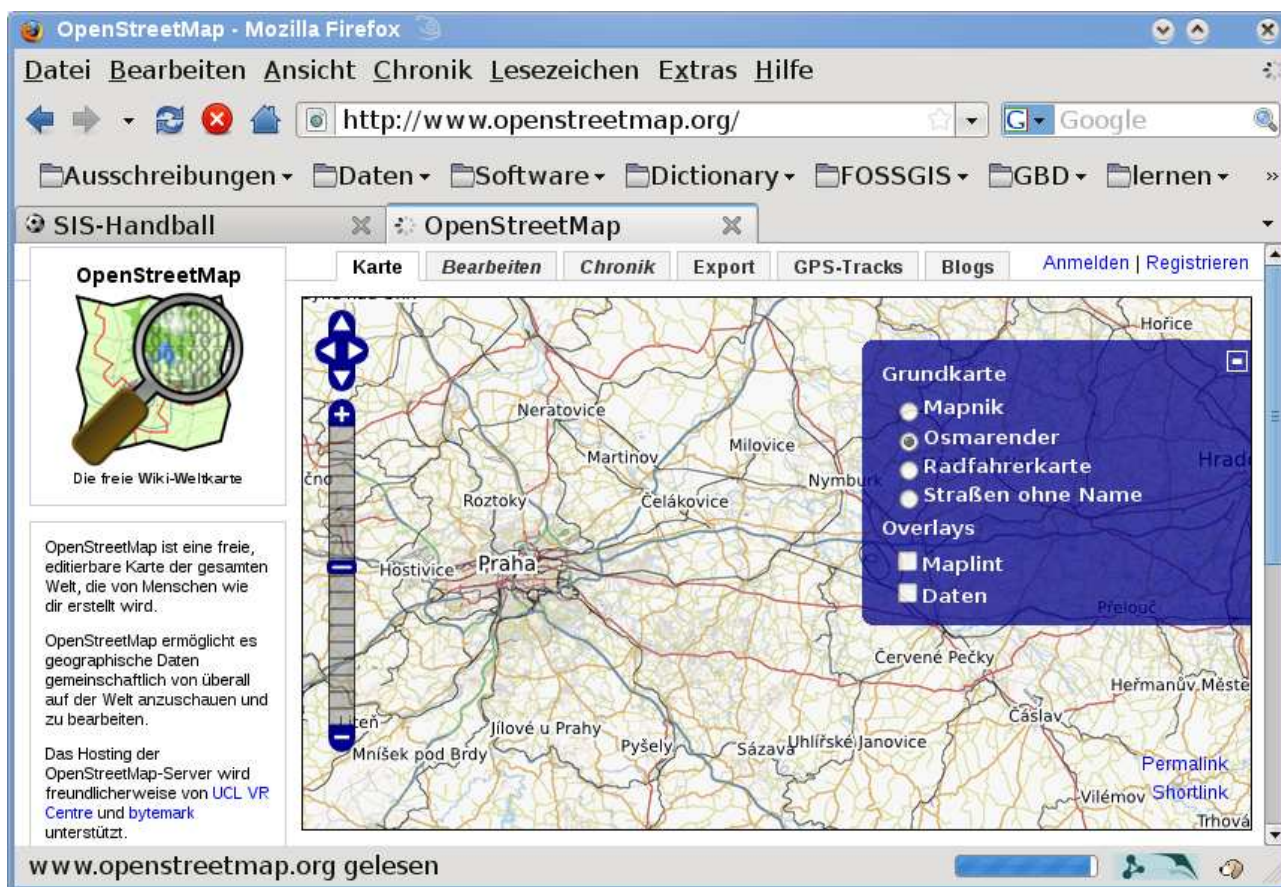 OpenStreetMap - Mozilla Firefox
Datei Bearbeiten Ansicht Chronik Lesezeichen Extras Hilfe
http://www.openstreetmap.org/
G Google
Ausschreibungen Daten Software Dictionary FOSSGIS GBD lernen »
SIS-Handball OpenStreetMap
OpenStreetMap
Die freie Wiki-Weltkarte
OpenStreetMap ist eine freie,
editierbare Karte der gesamten
Welt, die von Menschen wie
dir erstellt wird.
OpenStreetMap ermöglicht es
geographische Daten
gemeinschaftlich von überall
auf der Welt anzuschauen und
zu bearbeiten.
Das Hosting der
OpenStreetMap-Server wird
freundlicherweise von UCL VR
Centre und bytemark
unterstützt.
Karte Bearbeiten Chronik Export GPS-Tracks Blogs Anmelden | Registrieren
Hořice
Neratovice
Milovice
Martinov
Nymburk
Roztoky
Čelákovice
Hostivice
Praha
Grundkarte
Mapnik
Osmarender
Radfahrerkarte
Straßen ohne Name
Overlays
Maplint
Daten
Hrad
Přelouč
Červené Pečky
Heřmanův Měste
Čáslav
Liteň
Jílové u Prahy
Mníšek pod Brdy
Pyšely
Sázava
Uhlířské Janovice
Permalink
Shortlink
Vilémov
Trhová
www.openstreetmap.org gelesen